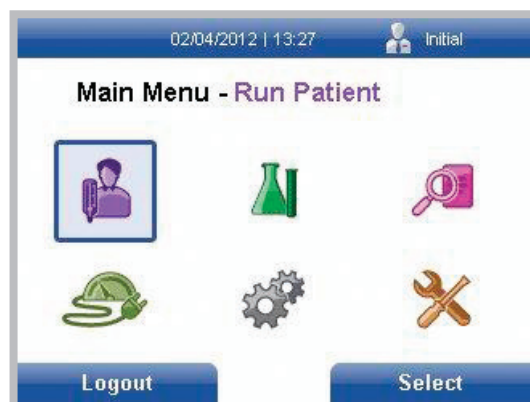 02/04/2012 | 13:27 Initial
Main Menu - Run Patient
Logout Select